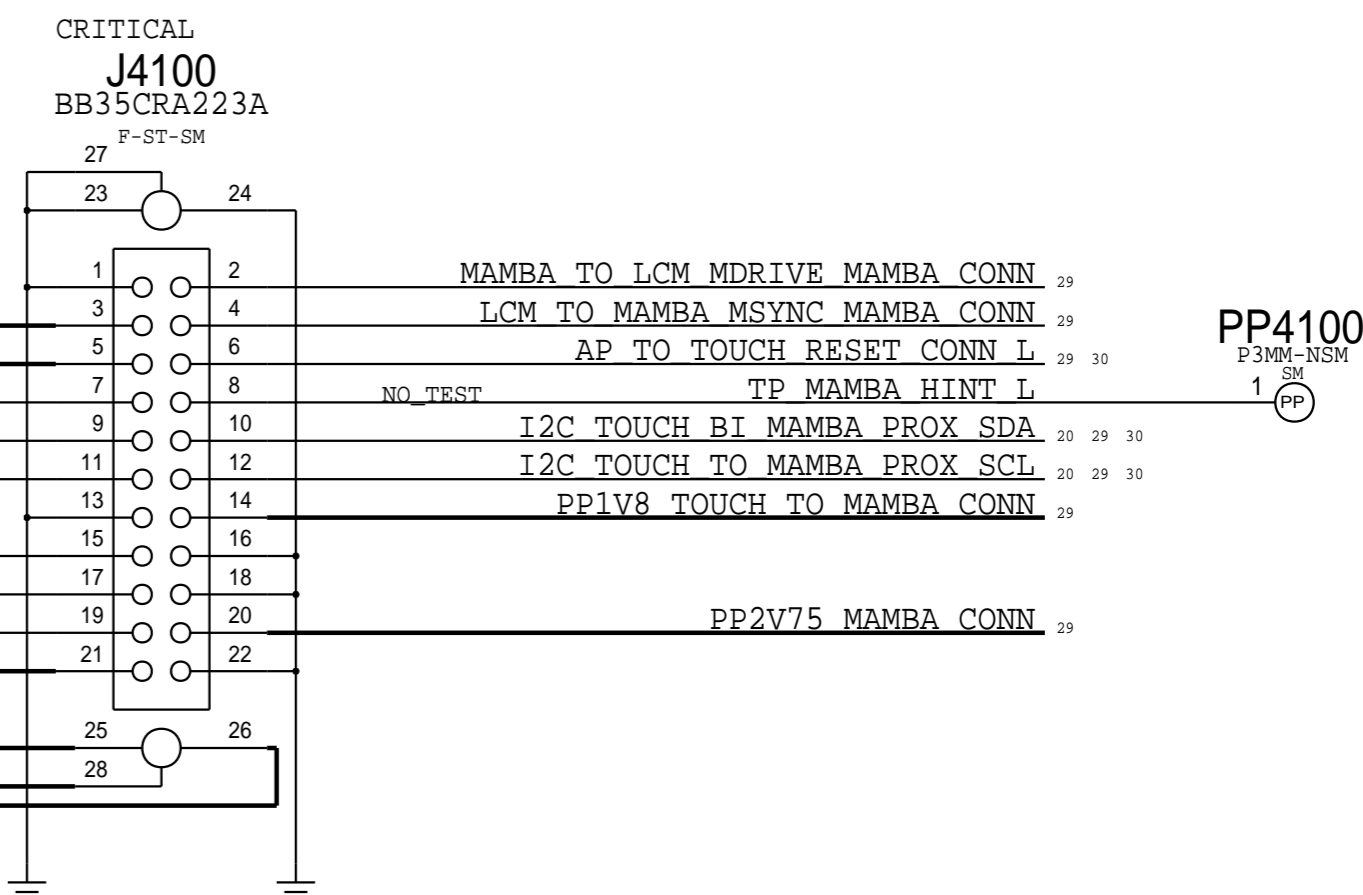 CRITICAL
J4100
BB35CRA223A
F-ST-SM
27
23 24
1 2 MAMBA_TO_LCM_MDRIVE_MAMBA_CONN 29
3 4 LCM_TO_MAMBA_MSYNC_MAMBA_CONN 29
5 6 AP_TO_TOUCH_RESET_CONN_L 29 30
7 8 NO_TEST TP_MAMBA_HINT_L 1 PP
PP4100
P3MM-NSM
SM
9 10 I2C_TOUCH_BI_MAMBA_PROX_SDA 20 29 30
11 12 I2C_TOUCH_TO_MAMBA_PROX_SCL 20 29 30
13 14 PP1V8_TOUCH_TO_MAMBA_CONN 29
15 16
17 18
19 20 PP2V75_MAMBA_CONN 29
21 22
25 26
28